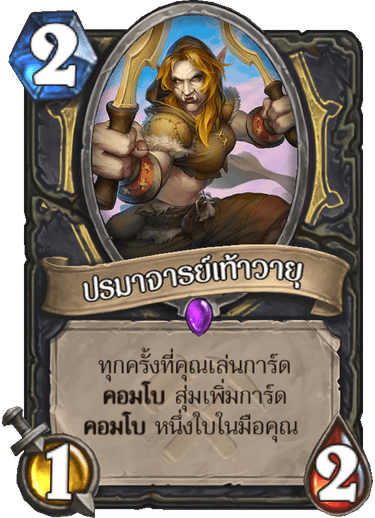 2
ปรมาจารย์เท้าวายุ
ทุกครั้งที่คุณเล่นการ์ด
คอมโบ สุ่มเพิ่มการ์ด
คอมโบ หนึ่งใบในมือคุณ
1
2